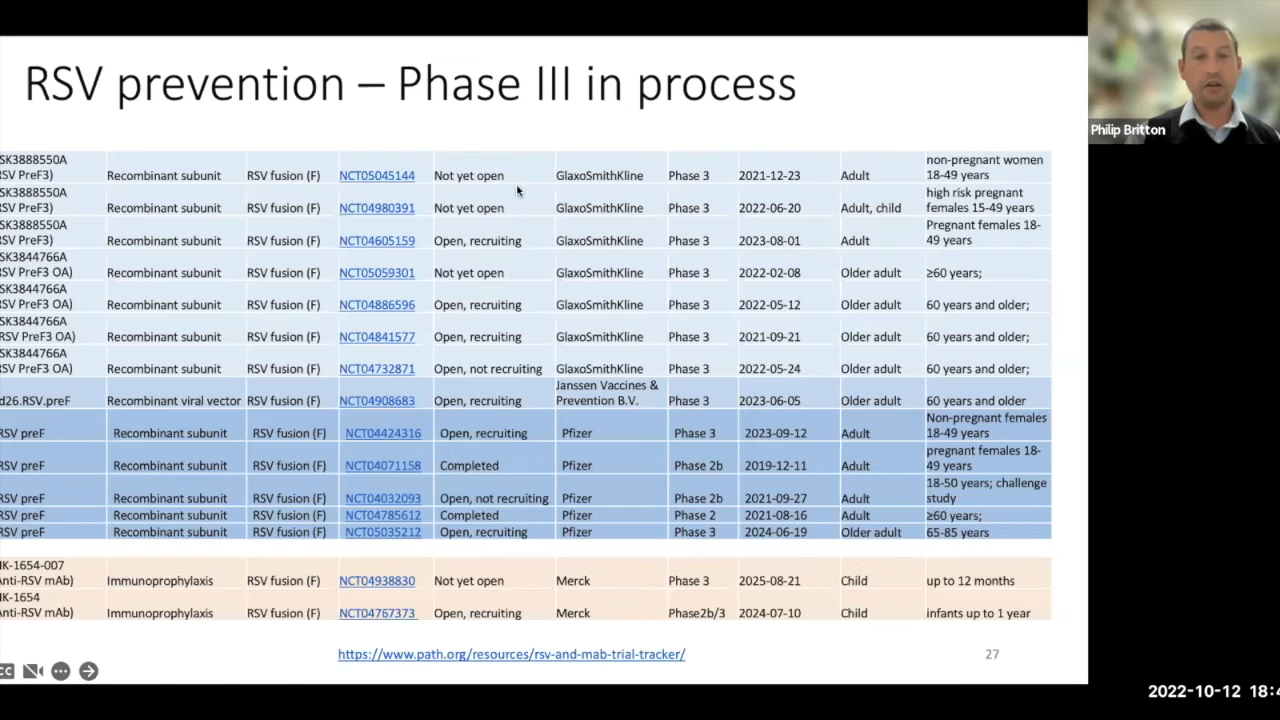 RSV prevention – Phase III in process
Philip Britton
SK3888550A
RSV PreF3) Recombinant subunit RSV fusion (F) NCT05045144 Not yet open GlaxoSmithKline Phase 3 2021-12-23 Adult non-pregnant women 18-49 years
SK3888550A
RSV PreF3) Recombinant subunit RSV fusion (F) NCT04980391 Not yet open GlaxoSmithKline Phase 3 2022-06-20 Adult, child high risk pregnant females 15-49 years
SK3888550A
RSV PreF3) Recombinant subunit RSV fusion (F) NCT04605159 Open, recruiting GlaxoSmithKline Phase 3 2023-08-01 Adult Pregnant females 18-49 years
SK3844766A
RSV PreF3 OA) Recombinant subunit RSV fusion (F) NCT05059301 Not yet open GlaxoSmithKline Phase 3 2022-02-08 Older adult ≥60 years;
SK3844766A
RSV PreF3 OA) Recombinant subunit RSV fusion (F) NCT04886596 Open, recruiting GlaxoSmithKline Phase 3 2022-05-12 Older adult 60 years and older;
SK3844766A
RSV PreF3 OA) Recombinant subunit RSV fusion (F) NCT04841577 Open, recruiting GlaxoSmithKline Phase 3 2021-09-21 Older adult 60 years and older;
SK3844766A
RSV PreF3 OA) Recombinant subunit RSV fusion (F) NCT04732871 Open, not recruiting GlaxoSmithKline Phase 3 2022-05-24 Older adult 60 years and older;
d26.RSV.preF Recombinant viral vector RSV fusion (F) NCT04908683 Open, recruiting Janssen Vaccines & Prevention B.V. Phase 3 2023-06-05 Older adult 60 years and older
RSV preF Recombinant subunit RSV fusion (F) NCT04424316 Open, recruiting Pfizer Phase 3 2023-09-12 Adult Non-pregnant females 18-49 years
RSV preF Recombinant subunit RSV fusion (F) NCT04071158 Completed Pfizer Phase 2b 2019-12-11 Adult pregnant females 18-49 years
RSV preF Recombinant subunit RSV fusion (F) NCT04032093 Open, not recruiting Pfizer Phase 2b 2021-09-27 Adult 18-50 years; challenge study
RSV preF Recombinant subunit RSV fusion (F) NCT04785612 Completed Pfizer Phase 2 2021-08-16 Adult ≥60 years;
RSV preF Recombinant subunit RSV fusion (F) NCT05035212 Open, recruiting Pfizer Phase 3 2024-06-19 Older adult 65-85 years
IK-1654-007
Anti-RSV mAb) Immunoprophylaxis RSV fusion (F) NCT04938830 Not yet open Merck Phase 3 2025-08-21 Child up to 12 months
IK-1654
Anti-RSV mAb) Immunoprophylaxis RSV fusion (F) NCT04767373 Open, recruiting Merck Phase2b/3 2024-07-10 Child infants up to 1 year
https://www.path.org/resources/rsv-and-mab-trial-tracker/
27
CC
2022-10-12 18:4